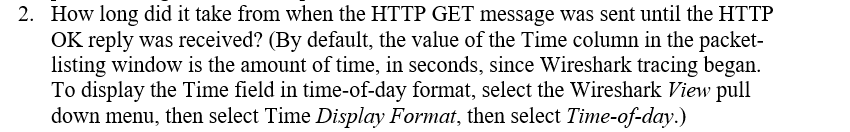 2. How long did it take from when the HTTP GET message was sent until the HTTP
OK reply was received? (By default, the value of the Time column in the packet-
listing window is the amount of time, in seconds, since Wireshark tracing began.
To display the Time field in time-of-day format, select the Wireshark View pull
down menu, then select Time Display Format, then select Time-of-day.)